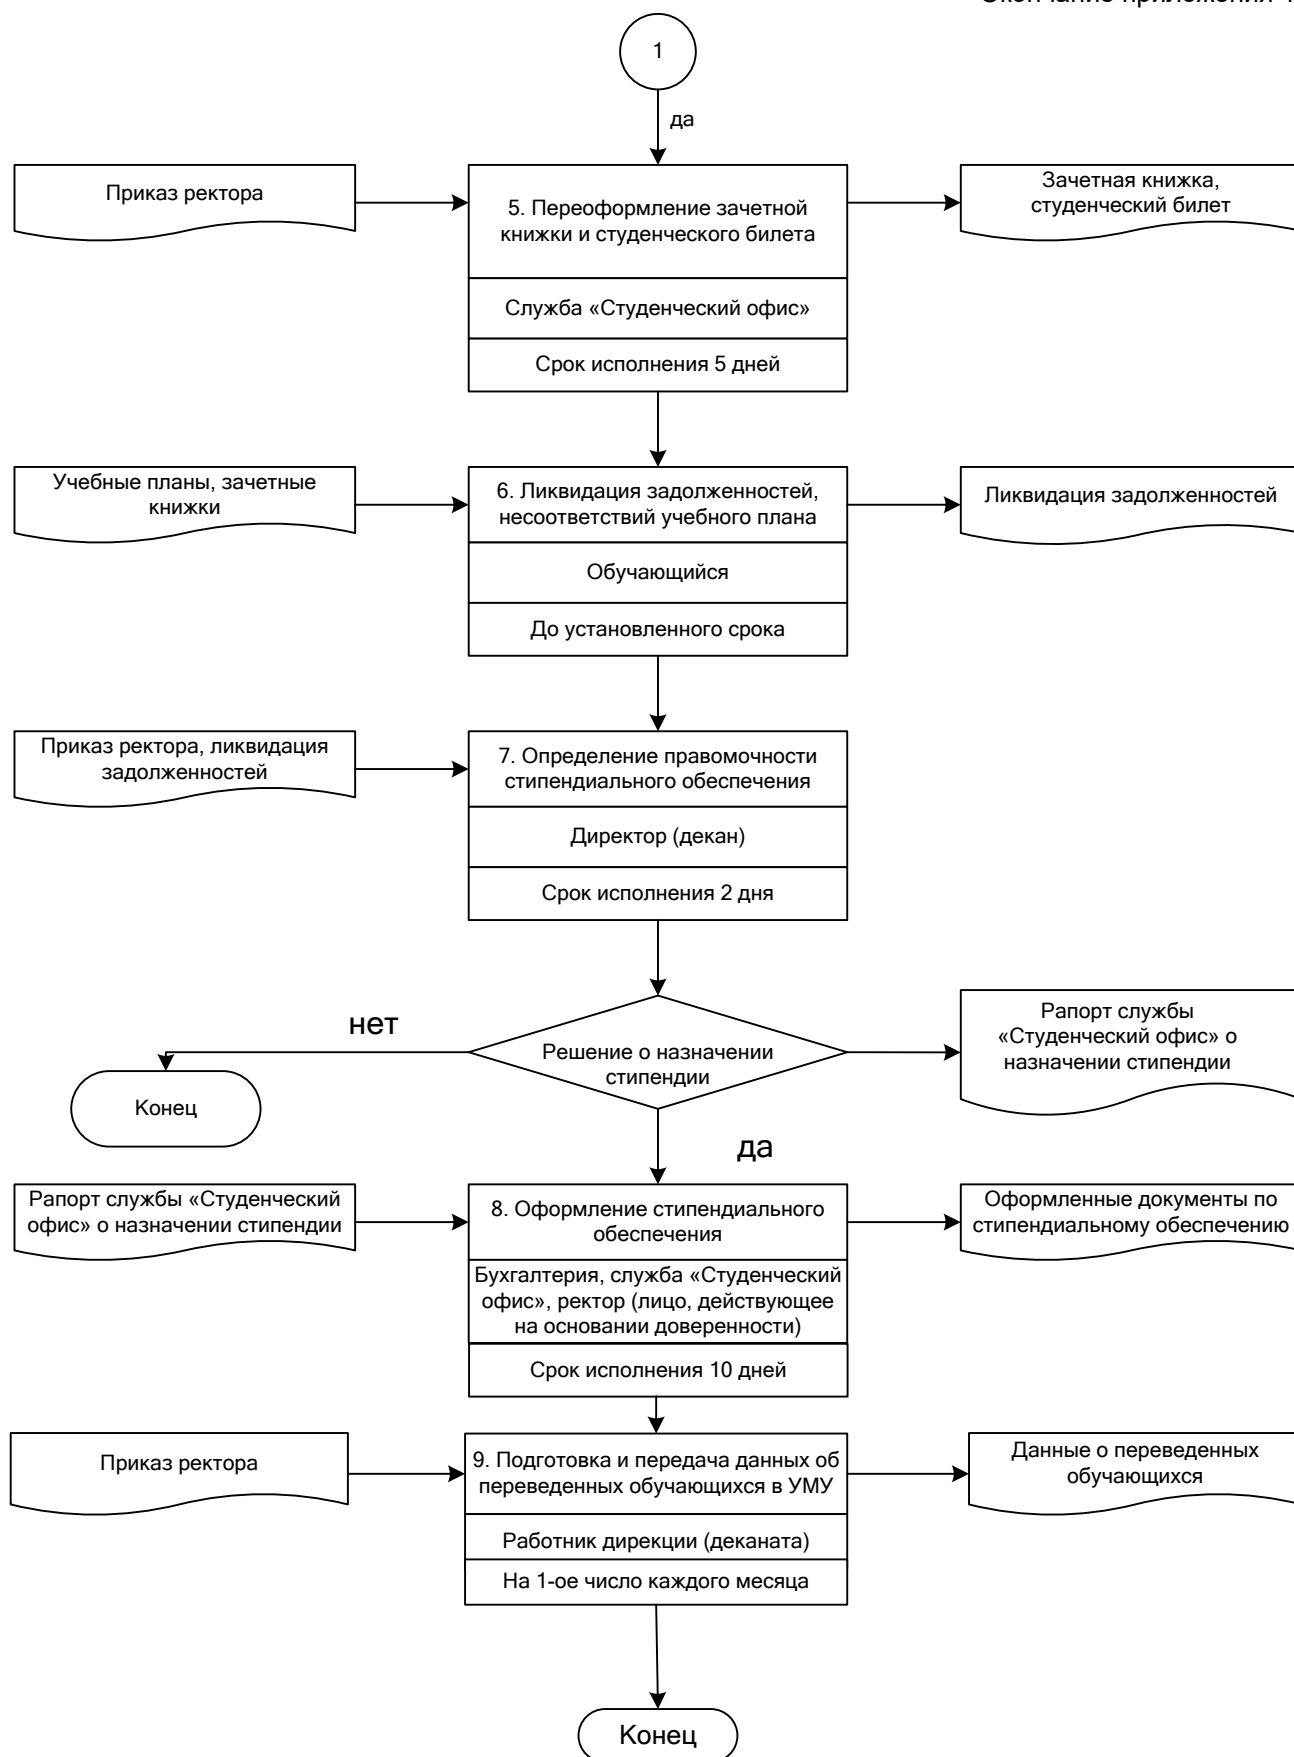 Окончание приложения
1
да
Приказ ректора
5. Переоформление зачетной
книжки и студенческого билета
Служба «Студенческий офис»
Срок исполнения 5 дней
Зачетная книжка,
студенческий билет
Учебные планы, зачетные
книжки
6. Ликвидация задолженностей,
несоответствий учебного плана
Обучающийся
До установленного срока
Ликвидация задолженностей
Приказ ректора, ликвидация
задолженностей
7. Определение правомочности
стипендиального обеспечения
Директор (декан)
Срок исполнения 2 дня
нет
Решение о назначении
стипендии
Рапорт службы
«Студенческий офис» о
назначении стипендии
Конец
да
Рапорт службы «Студенческий
офис» о назначении стипендии
8. Оформление стипендиального
обеспечения
Бухгалтерия, служба «Студенческий
офис», ректор (лицо, действующее
на основании доверенности)
Срок исполнения 10 дней
Оформленные документы по
стипендиальному обеспечению
Приказ ректора
9. Подготовка и передача данных об
переведенных обучающихся в УМУ
Работник дирекции (деканата)
На 1-ое число каждого месяца
Данные о переведенных
обучающихся
Конец